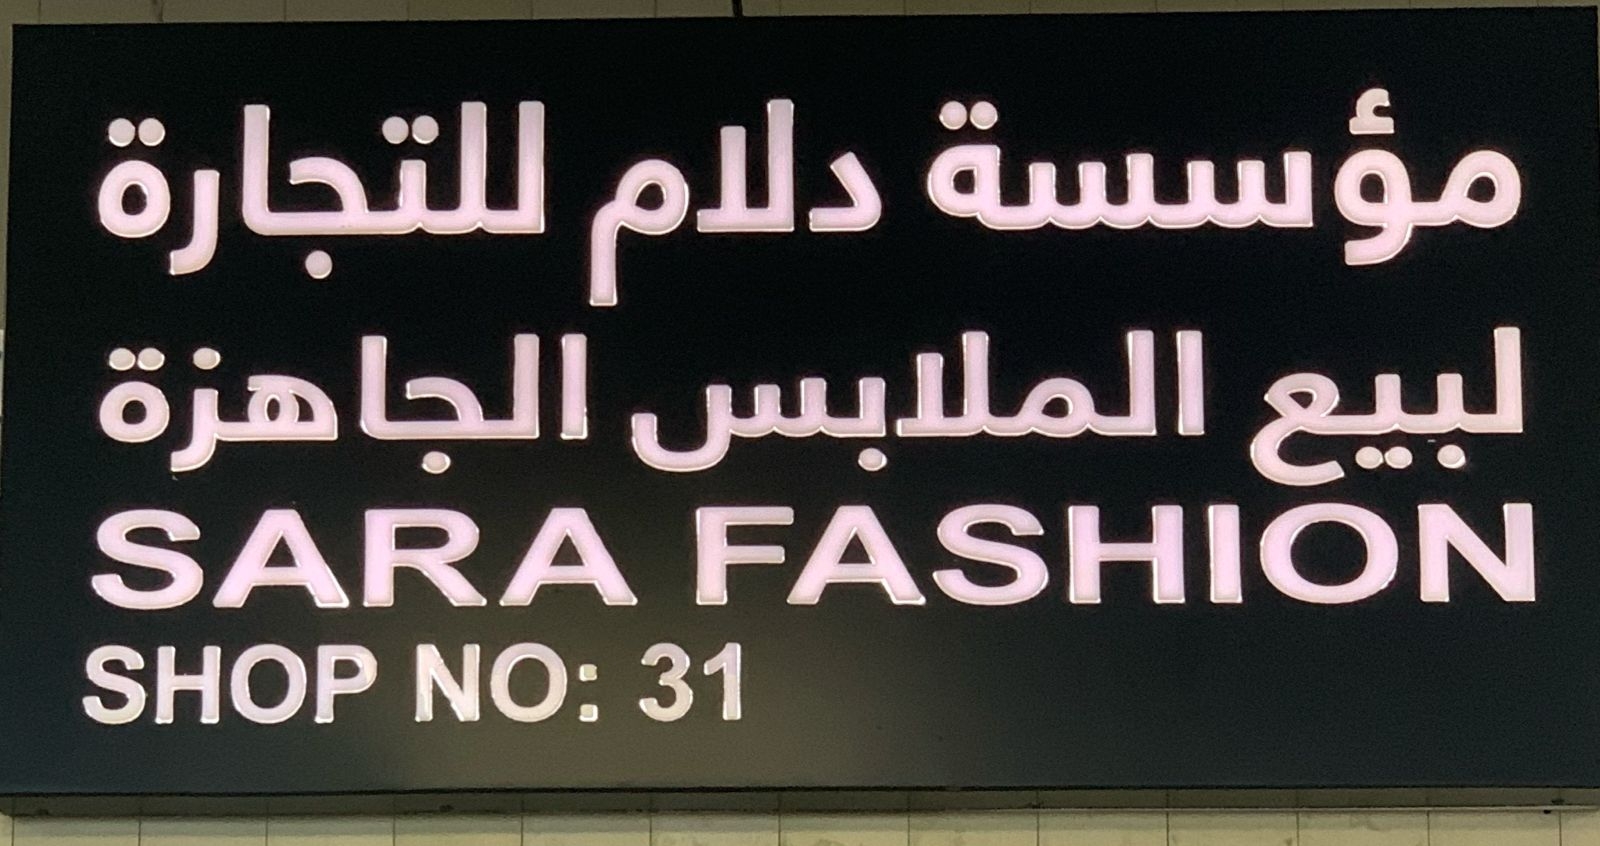 مؤسسة دلام للتجارة
لبيع الملابس الجاهزة
SARA FASHION
SHOP NO: 31